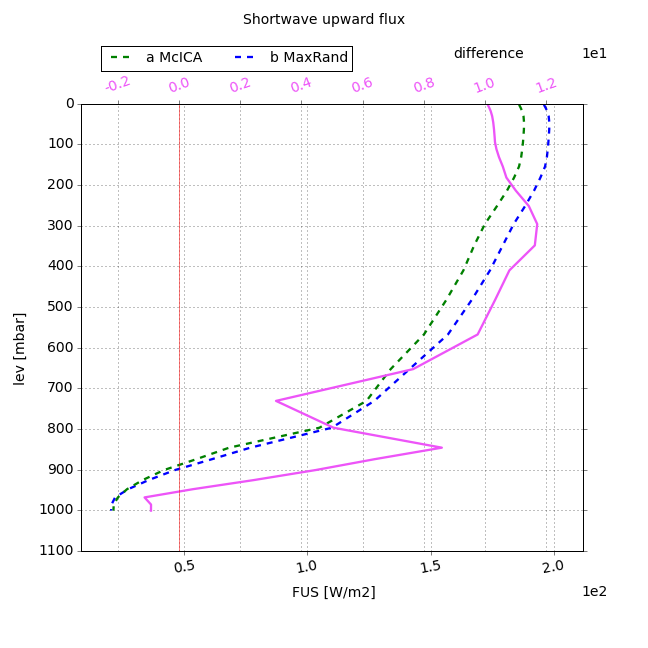 Shortwave upward flux
a McICA b MaxRand difference 1e1
-0.2 0.0 0.2 0.4 0.6 0.8 1.0 1.2
0
100
200
300
400
500
600
700
800
900
1000
1100
lev [mbar]
0.5 1.0 1.5 2.0
FUS [W/m2] 1e2